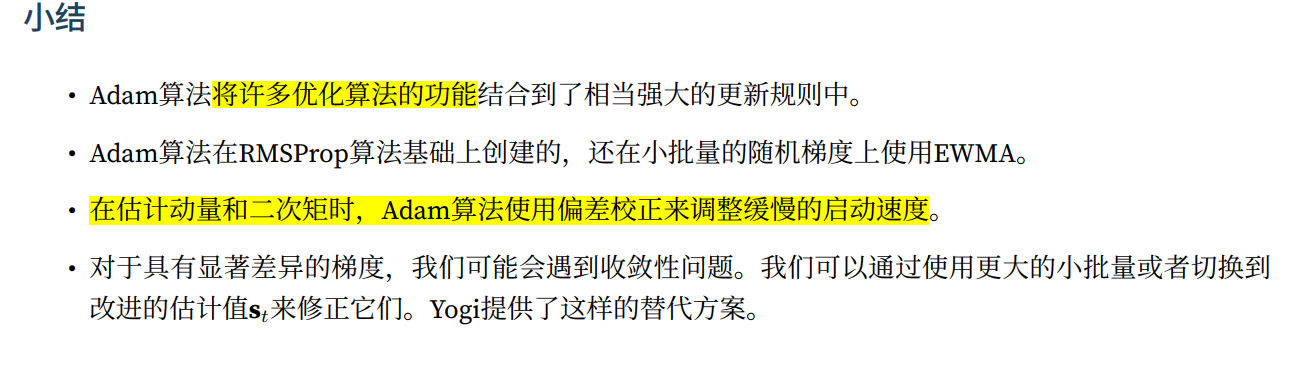 小结
• Adam算法将许多优化算法的功能结合到了相当强大的更新规则中。
• Adam算法在RMSProp算法基础上创建的，还在小批量的随机梯度上使用EWMA。
• 在估计动量和二次矩时，Adam算法使用偏差校正来调整缓慢的启动速度。
• 对于具有显著差异的梯度，我们可能会遇到收敛性问题。我们可以通过使用更大的小批量或者切换到
改进的估计值sₜ来修正它们。Yogi提供了这样的替代方案。